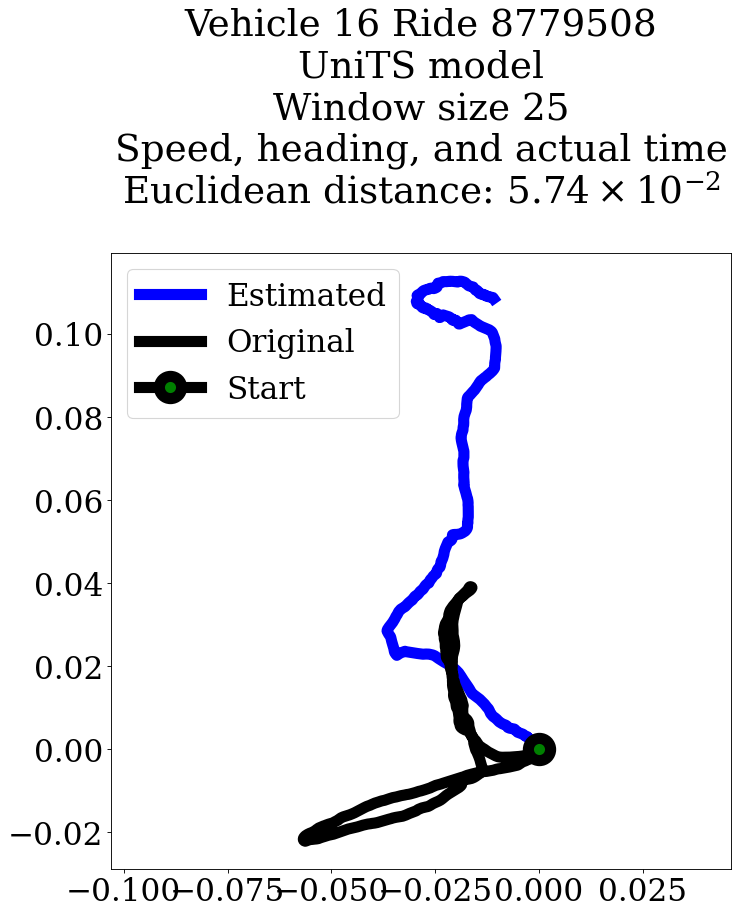 Vehicle 16 Ride 8779508
UniTS model
Window size 25
Speed, heading, and actual time
Euclidean distance: 5.74 × 10⁻²
Estimated
Original
Start
0.10
0.08
0.06
0.04
0.02
0.00
−0.02
−0.100 −0.075 −0.050 −0.025 0.000 0.025